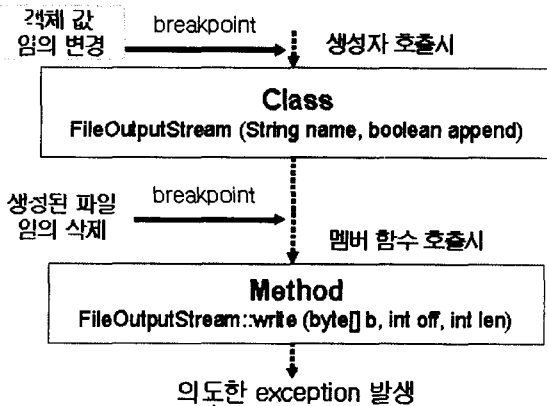 객체 값
임의 변경
breakpoint
생성자 호출시
Class
FileOutputStream (String name, boolean append)
breakpoint
생성된 파일
임의 삭제
멤버 함수 호출시
Method
FileOutputStream::write (byte[] b, int off, int len)
의도한 exception 발생